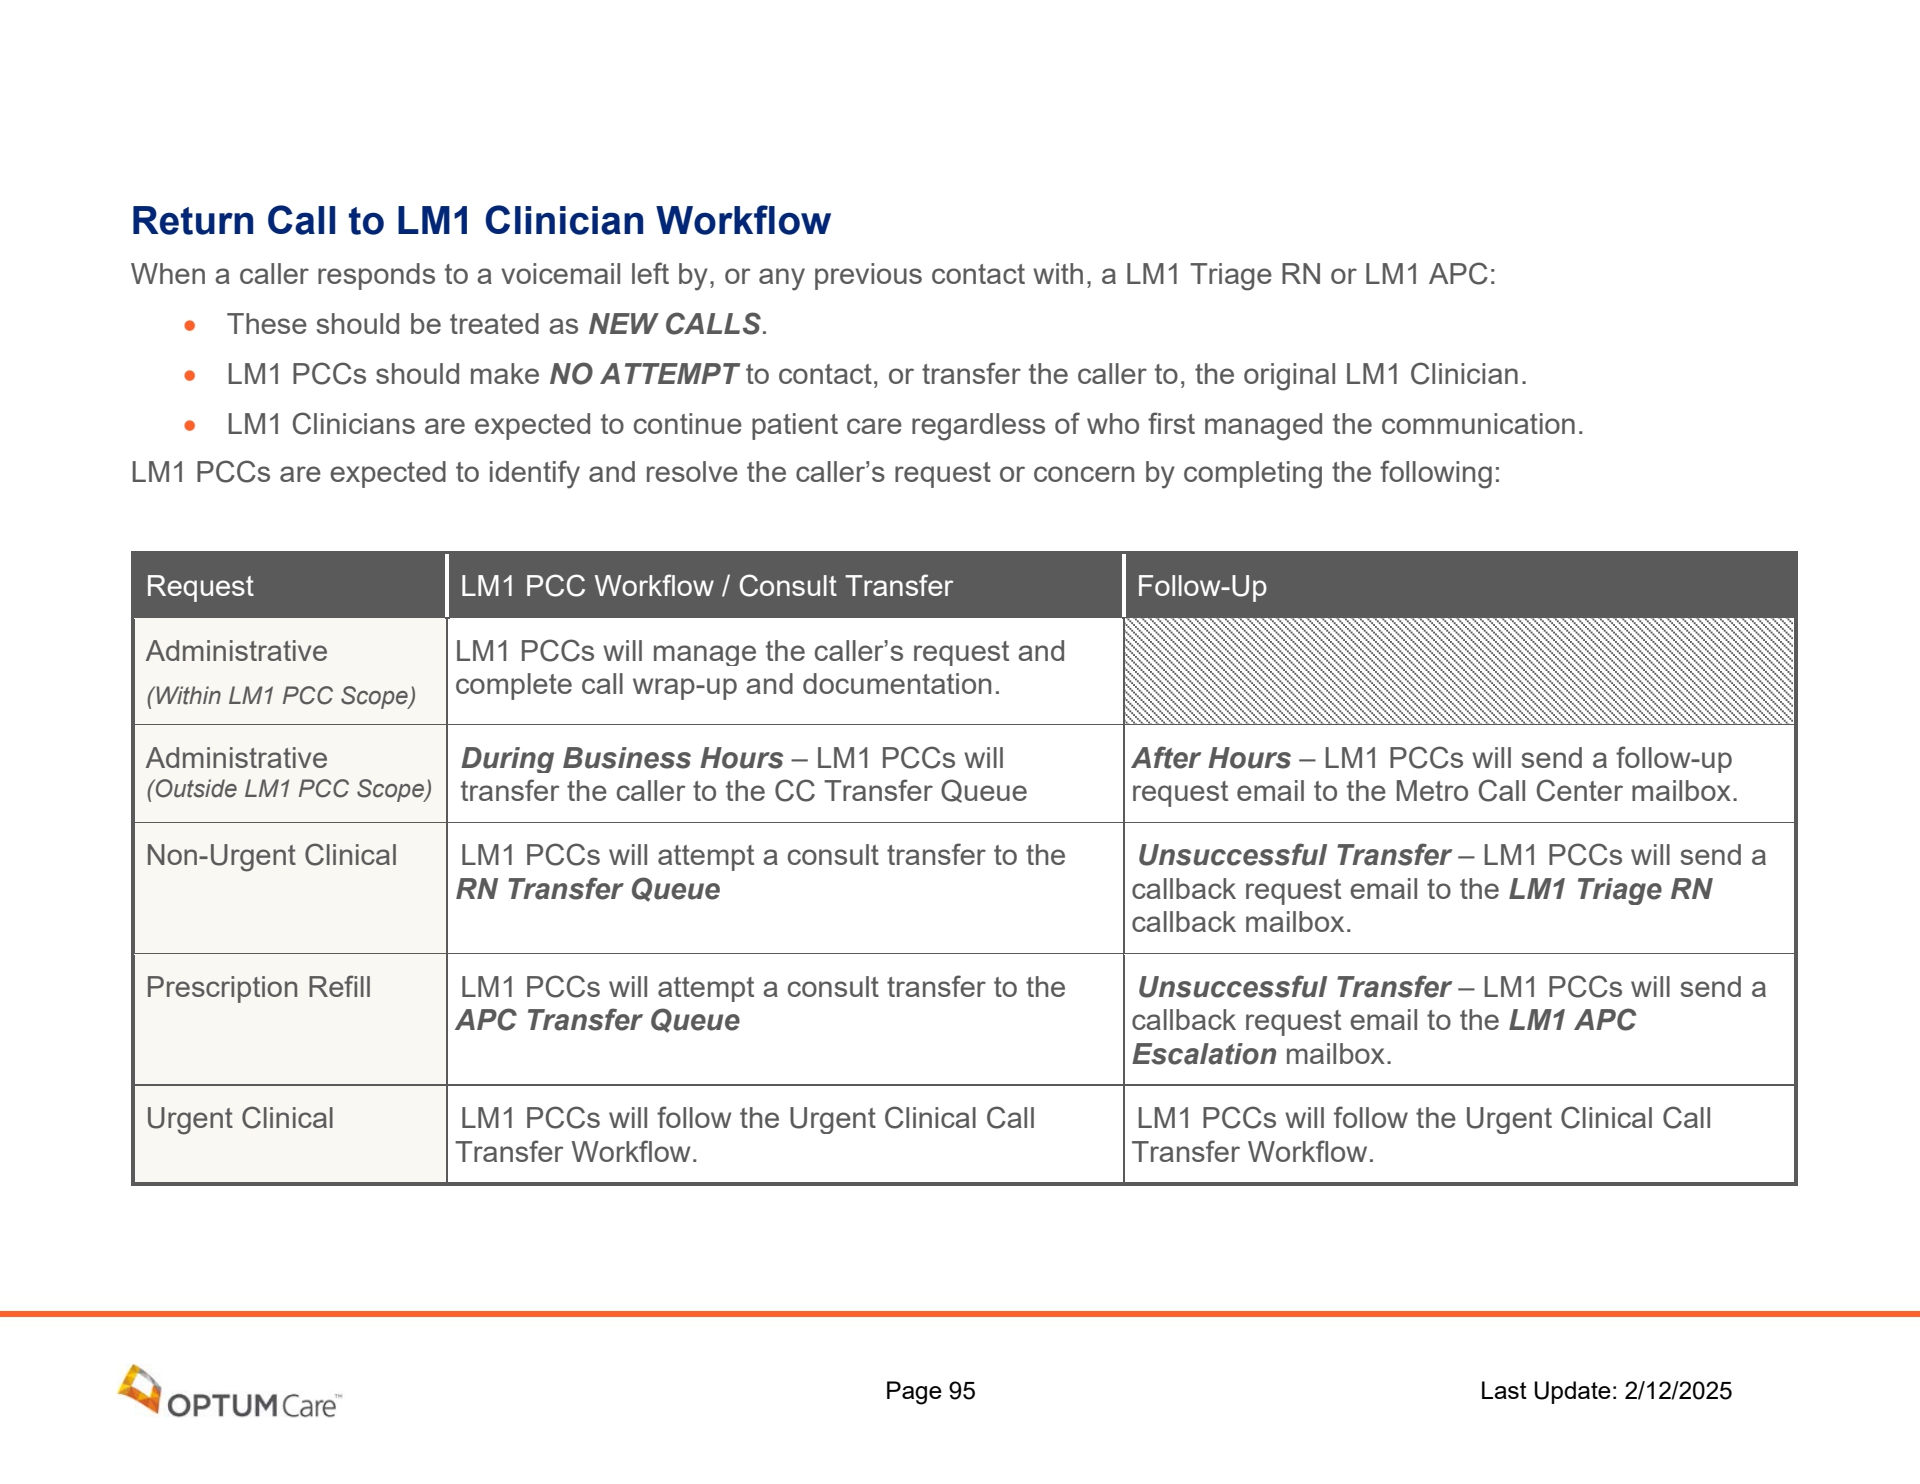 Return Call to LM1 Clinician Workflow
When a caller responds to a voicemail left by, or any previous contact with, a LM1 Triage RN or LM1 APC:
• These should be treated as NEW CALLS.
• LM1 PCCs should make NO ATTEMPT to contact, or transfer the caller to, the original LM1 Clinician.
• LM1 Clinicians are expected to continue patient care regardless of who first managed the communication.
LM1 PCCs are expected to identify and resolve the caller’s request or concern by completing the following:
Request
LM1 PCC Workflow / Consult Transfer
Follow-Up
Administrative
(Within LM1 PCC Scope)
LM1 PCCs will manage the caller’s request and
complete call wrap-up and documentation.
Administrative
(Outside LM1 PCC Scope)
During Business Hours – LM1 PCCs will
transfer the caller to the CC Transfer Queue
After Hours – LM1 PCCs will send a follow-up
request email to the Metro Call Center mailbox.
Non-Urgent Clinical
LM1 PCCs will attempt a consult transfer to the
RN Transfer Queue
Unsuccessful Transfer – LM1 PCCs will send a
callback request email to the LM1 Triage RN
callback mailbox.
Prescription Refill
LM1 PCCs will attempt a consult transfer to the
APC Transfer Queue
Unsuccessful Transfer – LM1 PCCs will send a
callback request email to the LM1 APC
Escalation mailbox.
Urgent Clinical
LM1 PCCs will follow the Urgent Clinical Call
Transfer Workflow.
LM1 PCCs will follow the Urgent Clinical Call
Transfer Workflow.
OPTUM Care™
Page 95
Last Update: 2/12/2025